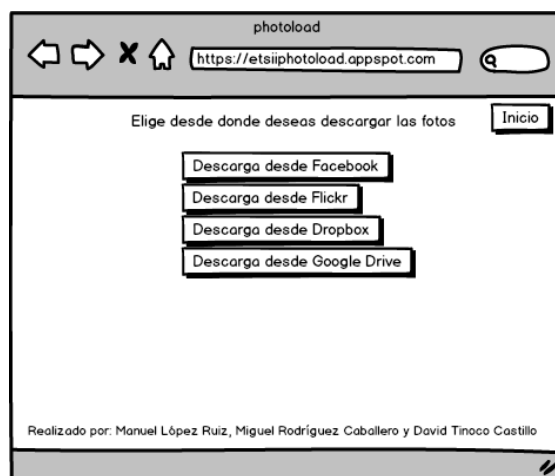 photoload
https://etsiiphotoload.appspot.com
Elige desde donde deseas descargar las fotos
Inicio
Descarga desde Facebook
Descarga desde Flickr
Descarga desde Dropbox
Descarga desde Google Drive
Realizado por: Manuel López Ruiz, Miguel Rodríguez Caballero y David Tinoco Castillo